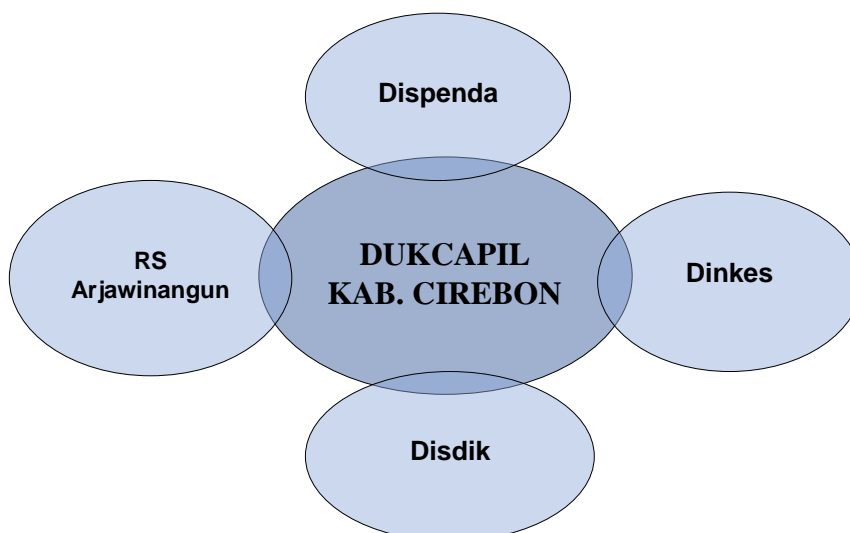 Dispenda
RS
Arjawinangun
DUKCAPIL
KAB. CIREBON
Dinkes
Disdik